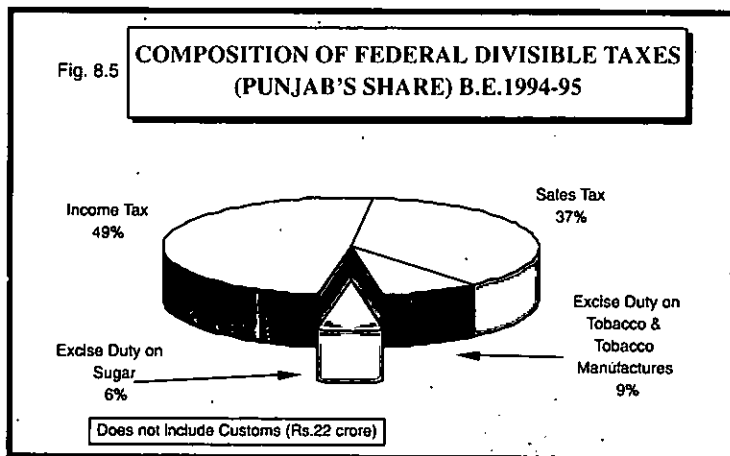 Fig. 8.5
COMPOSITION OF FEDERAL DIVISIBLE TAXES
(PUNJAB'S SHARE) B.E.1994-95
Income Tax
49%
Sales Tax
37%
Excise Duty on
Tobacco &
Tobacco
Manufactures
9%
Excise Duty on
Sugar
6%
Does not Include Customs (Rs.22 crore)